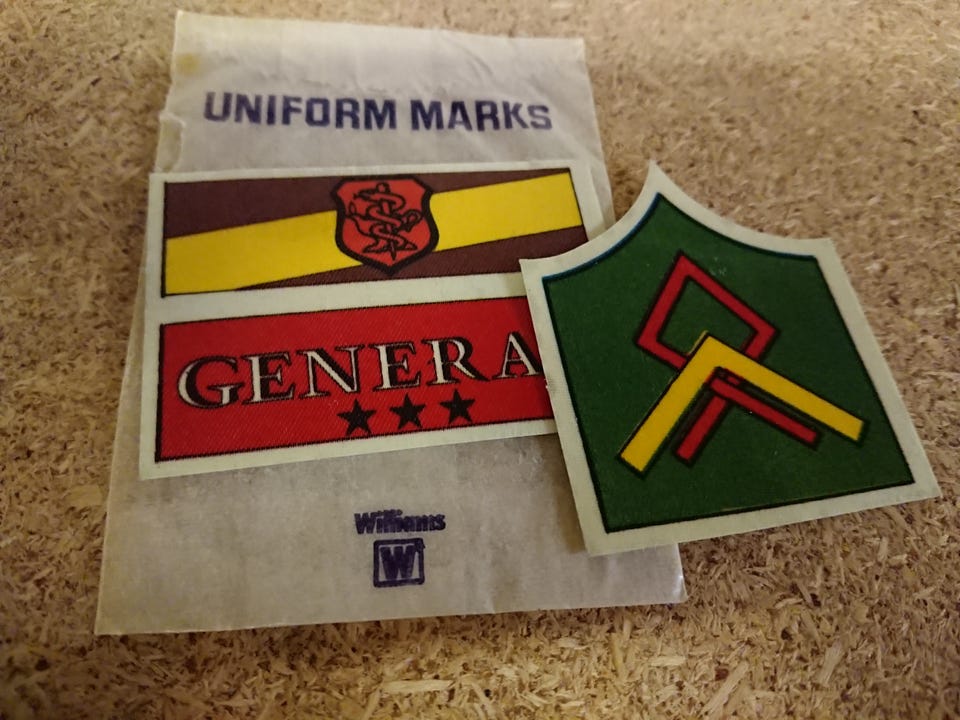 UNIFORM MARKS
GENERA
Williams
W